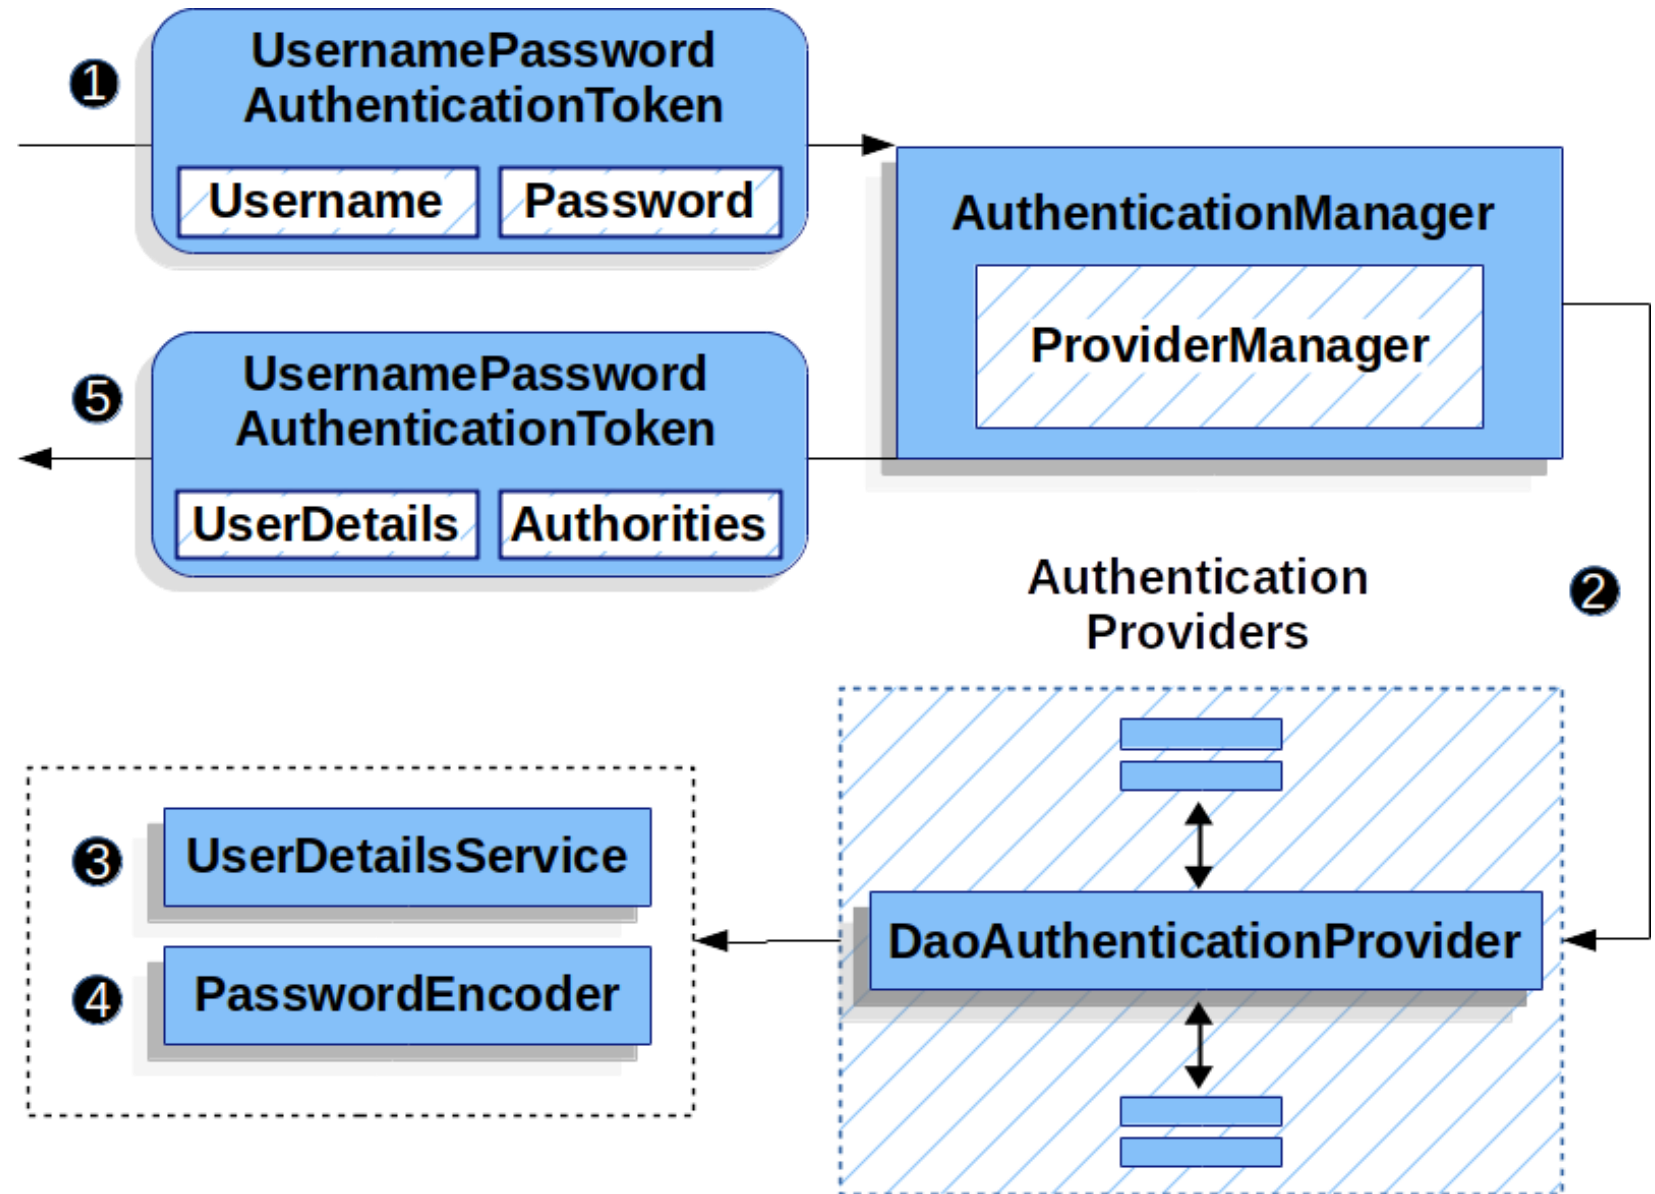 1
UsernamePassword
AuthenticationToken
Username
Password
AuthenticationManager
ProviderManager
5
UsernamePassword
AuthenticationToken
UserDetails
Authorities
Authentication
Providers
2
3
UserDetailsService
DaoAuthenticationProvider
4
PasswordEncoder